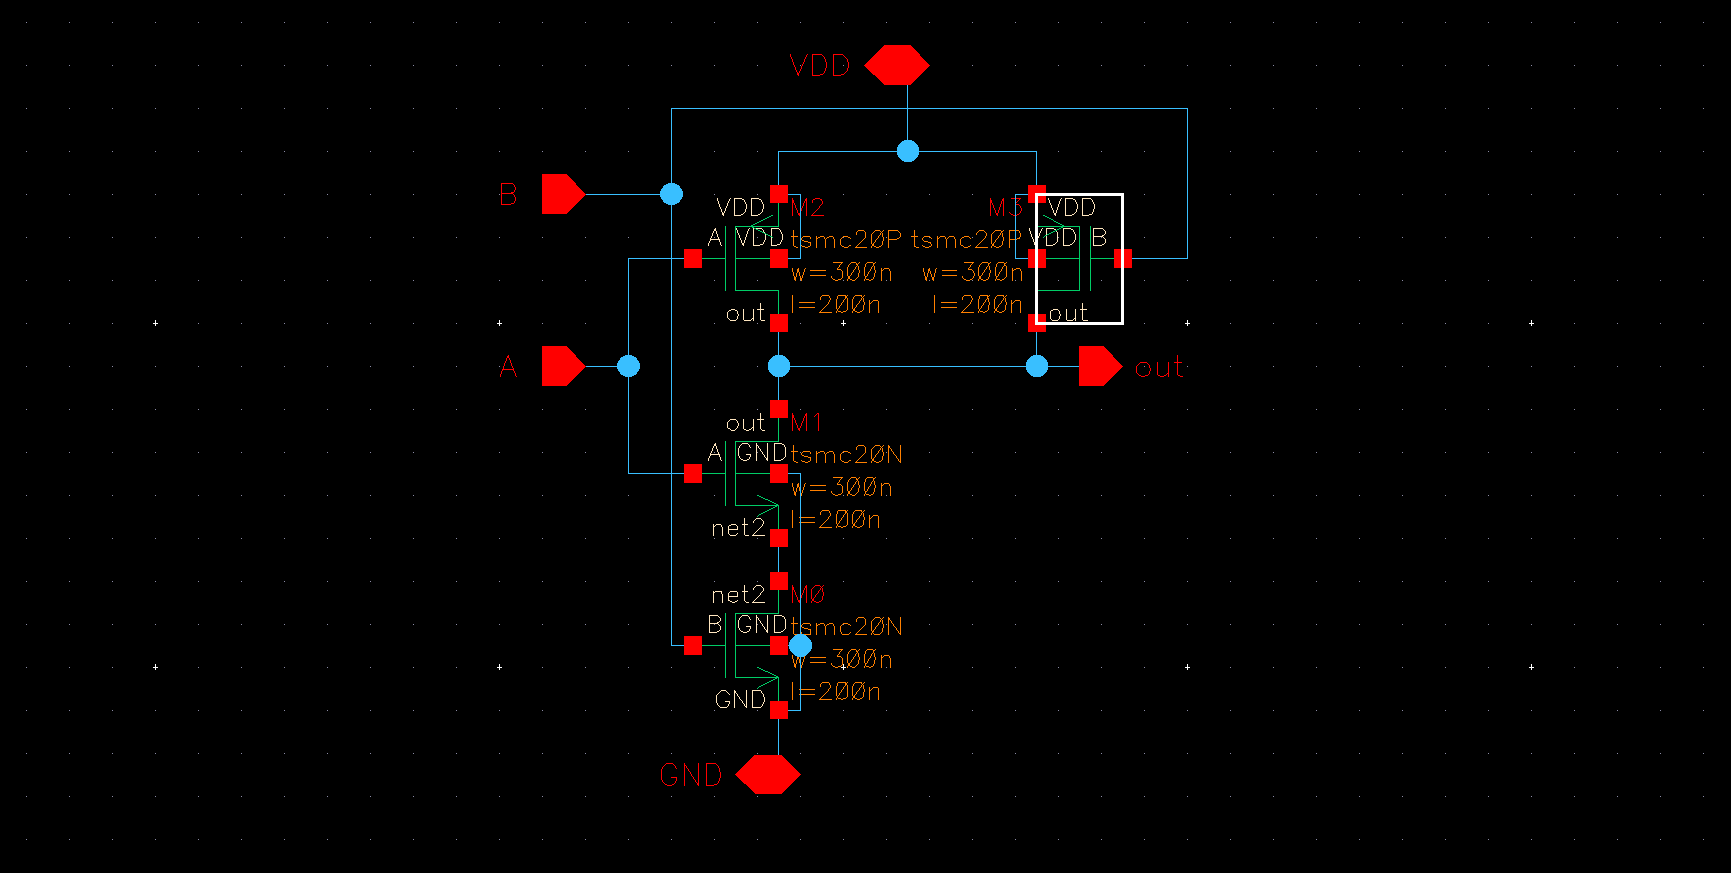 VDD
B
VDD M2
A VDD tsmc20P
w=300n
l=200n
out
M3 VDD
tsmc20P VDD B
w=300n
l=200n
out
A
out
out M1
A GND tsmc20N
w=300n
net2 l=200n
net2 M0
B GND tsmc20N
w=300n
GND l=200n
GND